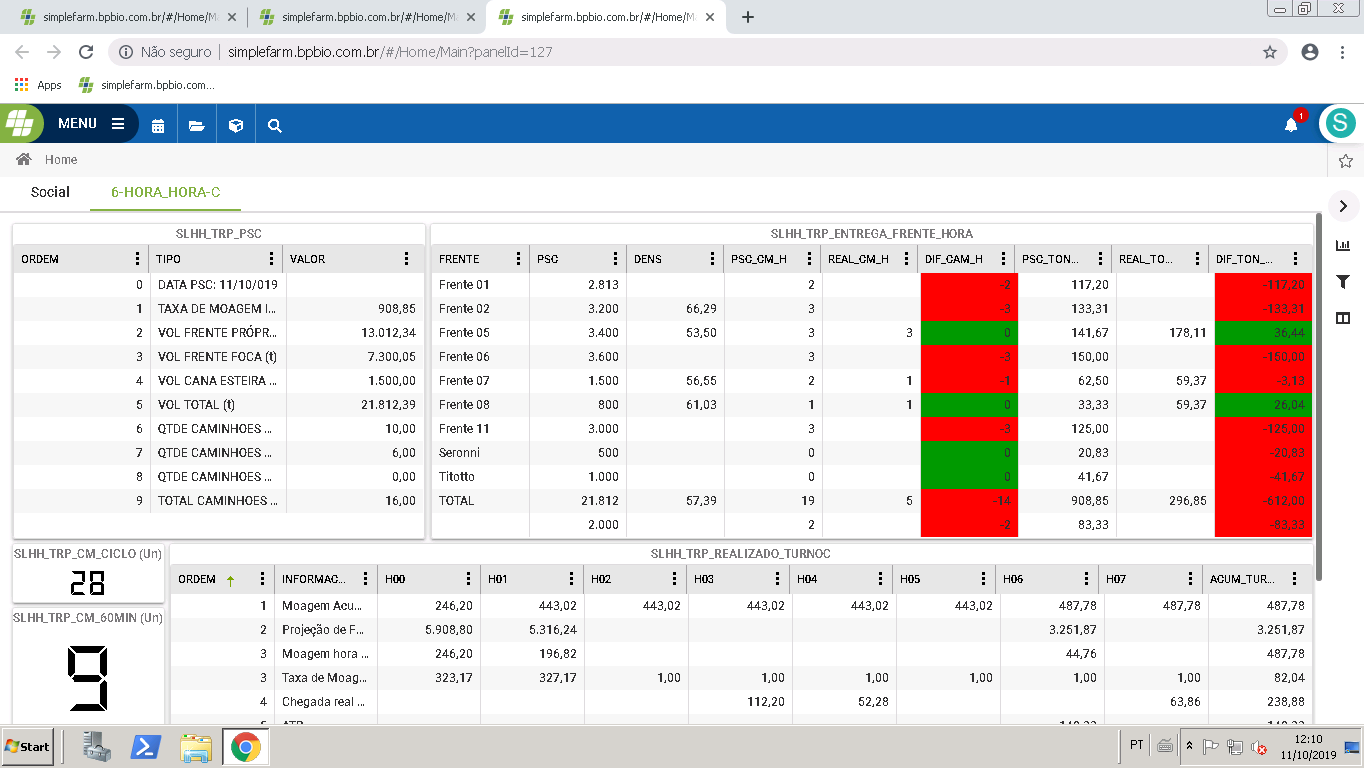 simplefarm.bpbio.com.br/#/Home/M
simplefarm.bpbio.com.br/#/Home/
simplefarm.bpbio.com.br/#/Home/M
Não seguro simplefarm.bpbio.com.br/#/Home/Main?panelId=127
Apps simplefarm.bpbio.com....
MENU 1 S
Home
Social 6-HORA_HORA-C
SLHH_TRP_PSC
ORDEM TIPO VALOR
0 DATA PSC: 11/10/019
1 TAXA DE MOAGEM I... 908,85
2 VOL FRENTE PRÓPR... 13.012,34
3 VOL FRENTE FOCA (t) 7.300,05
4 VOL CANA ESTEIRA ... 1.500,00
5 VOL TOTAL 21.812,39
6 QTDE CAMINHOES ... 10,00
7 QTDE CAMINHOES ... 6,00
8 QTDE CAMINHOES ... 0,00
9 TOTAL CAMINHOES ... 16,00
SLHH_TRP_ENTREGA_FRENTE_HORA
FRENTE PSC DENS PSC_CM_H REAL_CM_H DIF_CAM_H PSC_TON_... REAL_TO... DIF_TON_...
Frente 01 2.813 2 -2 117,20 -117,20
Frente 02 3.200 66,29 3 -3 133,31 -133,31
Frente 05 3.400 53,50 3 3 0 141,67 178,11 36,44
Frente 06 3.600 3 -3 150,00 -150,00
Frente 07 1.500 56,55 2 1 -1 62,50 59,37 -3,13
Frente 08 800 61,03 1 1 0 33,33 59,37 26,04
Frente 11 3.000 3 -3 125,00 -125,00
Seronni 500 0 0 20,83 -20,83
Titotto 1.000 0 0 41,67 -41,67
TOTAL 21.812 57,39 19 5 -14 908,85 296,85 -612,00
2.000 2 -2 83,33 -83,33
SLHH_TRP_CM_CICLO (Un)
28
SLHH_TRP_CM_60MIN (Un)
9
SLHH_TRP_REALIZADO_TURNOC
ORDEM INFORMAC... H00 H01 H02 H03 H04 H05 H06 H07 ACUM_TUR...
1 Moagem Acu... 246,20 443,02 443,02 443,02 443,02 443,02 487,78 487,78 487,78
2 Projeção de F... 5.908,80 5.316,24 3.251,87 3.251,87
3 Moagem hora ... 246,20 196,82 44,76 487,78
3 Taxa de Moag... 323,17 327,17 1,00 1,00 1,00 1,00 1,00 1,00 82,04
4 Chegada real ... 112,20 52,28 63,86 238,88
Start PT 12:10
11/10/2019